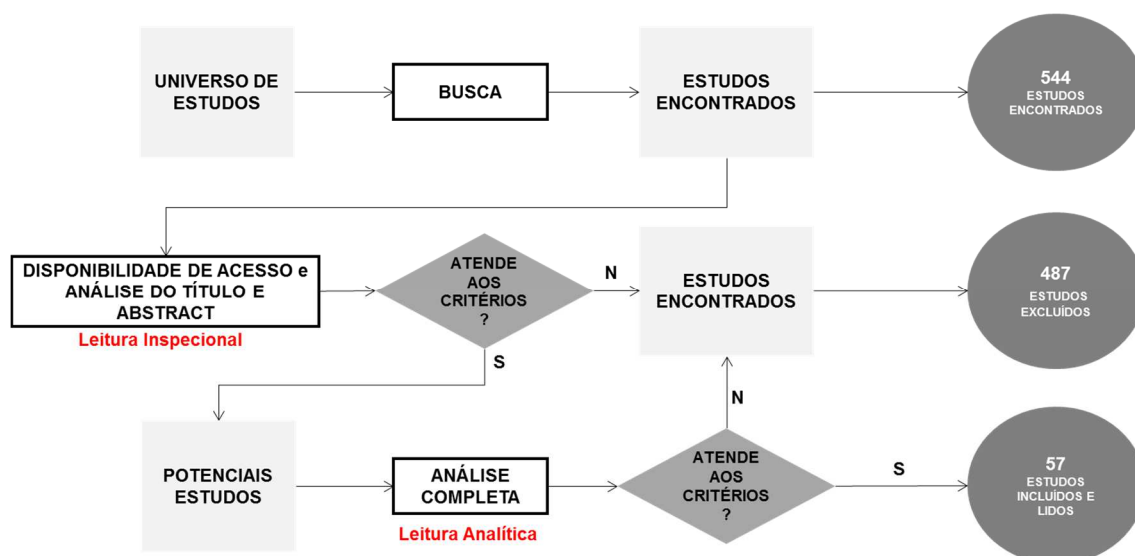 UNIVERSO DE
ESTUDOS
BUSCA
ESTUDOS
ENCONTRADOS
544
ESTUDOS
ENCONTRADOS
DISPONIBILIDADE DE ACESSO e
ANÁLISE DO TÍTULO E
ABSTRACT
Leitura Inspecional
ATENDE
AOS
CRITÉRIOS
?
N
S
ESTUDOS
ENCONTRADOS
487
ESTUDOS
EXCLUÍDOS
POTENCIAIS
ESTUDOS
ANÁLISE
COMPLETA
Leitura Analítica
ATENDE
AOS
CRITÉRIOS
?
N
S
57
ESTUDOS
INCLUÍDOS E
LIDOS